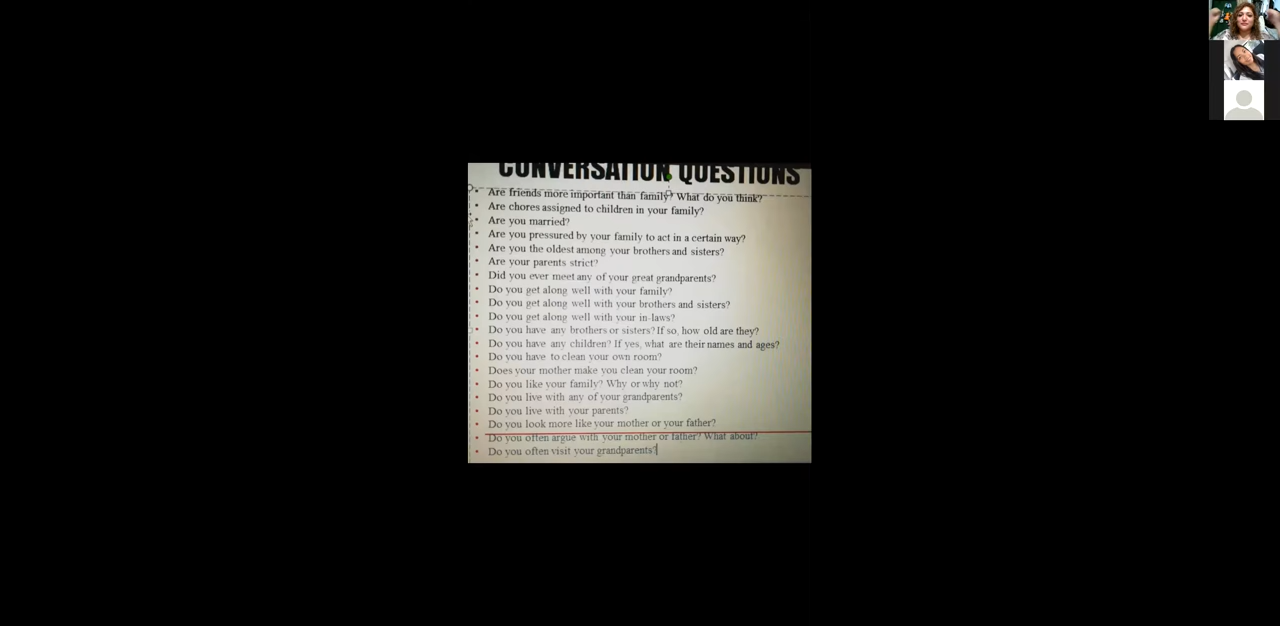 CONVERSATION QUESTIONS
• Are friends more important than family? What do you think?
• Are chores assigned to children in your family?
• Are you married?
• Are you pressured by your family to act in a certain way?
• Are you the oldest among your brothers and sisters?
• Are your parents strict?
• Did you ever meet any of your great grandparents?
• Do you get along well with your family?
• Do you get along well with your brothers and sisters?
• Do you get along well with your in-laws?
• Do you have any brothers or sisters? If so, how old are they?
• Do you have any children? If yes, what are their names and ages?
• Do you have to clean your own room?
• Does your mother make you clean your room?
• Do you like your family? Why or why not?
• Do you live with any of your grandparents?
• Do you live with your parents?
• Do you look more like your mother or your father?
• Do you often argue with your mother or father? What about?
• Do you often visit your grandparents?